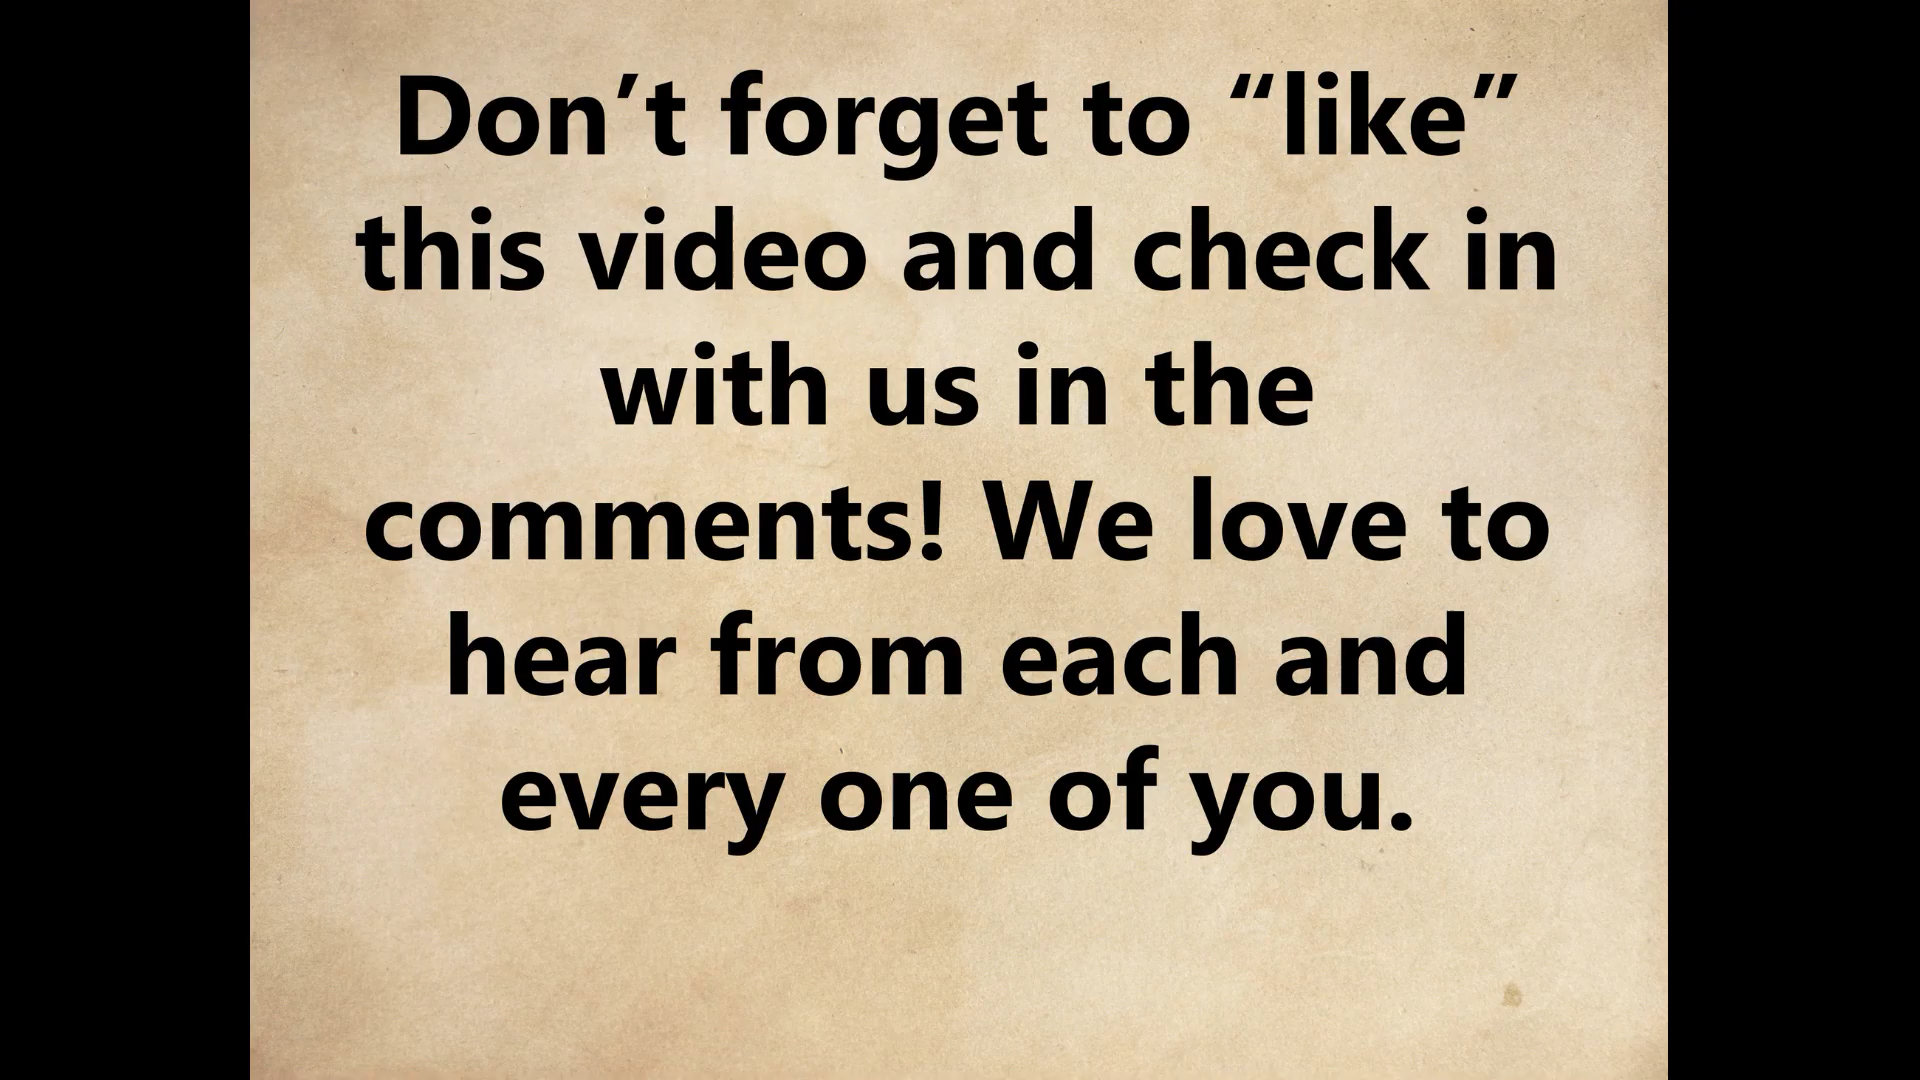 Don’t forget to “like”
this video and check in
with us in the
comments! We love to
hear from each and
every one of you.